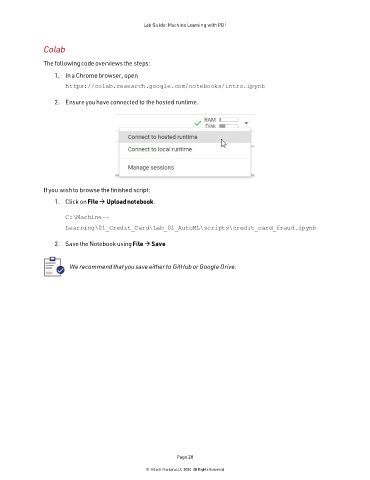 Lab Guide: Machine Learning with PDI
Colab
The following code overviews the steps:
1. In a Chrome browser, open
https://colab.research.google.com/notebooks/intro.ipynb
2. Ensure you have connected to the hosted runtime.
RAM
Disk
Connect to hosted runtime
Connect to local runtime
Manage sessions
If you wish to browse the finished script:
1. Click on File → Upload notebook.
C:\Machine--
Learning\01_Credit_Card\Lab_01_AutoML\scripts\credit_card_fraud.ipynb
2. Save the Notebook using File → Save
We recommend that you save either to GitHub or Google Drive.
Page 28
© Hitachi Vantara LLC 2020. All Rights Reserved